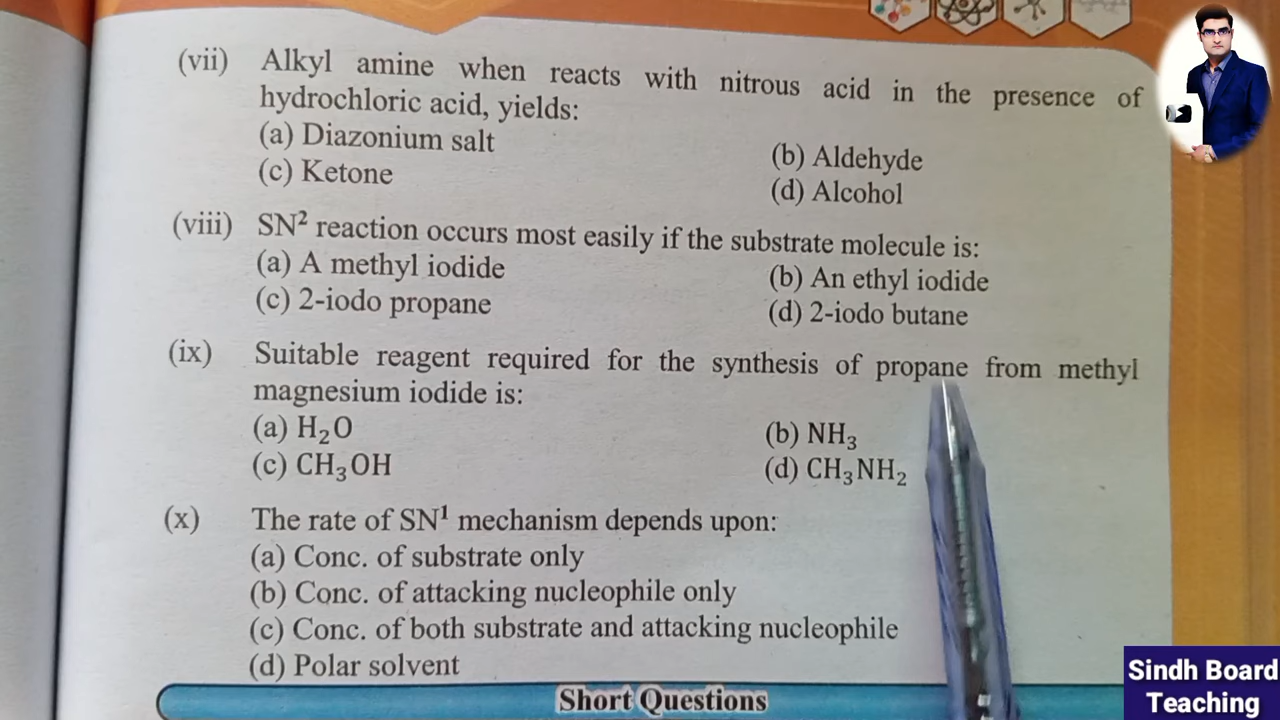 (vii) Alkyl amine when reacts with nitrous acid in the presence of
hydrochloric acid, yields:
(a) Diazonium salt (b) Aldehyde
(c) Ketone (d) Alcohol
(viii) SN² reaction occurs most easily if the substrate molecule is:
(a) A methyl iodide (b) An ethyl iodide
(c) 2-iodo propane (d) 2-iodo butane
(ix) Suitable reagent required for the synthesis of propane from methyl
magnesium iodide is:
(a) H₂O (b) NH₃
(c) CH₃OH (d) CH₃NH₂
(x) The rate of SN¹ mechanism depends upon:
(a) Conc. of substrate only
(b) Conc. of attacking nucleophile only
(c) Conc. of both substrate and attacking nucleophile
(d) Polar solvent
Short Questions
Sindh Board
Teaching